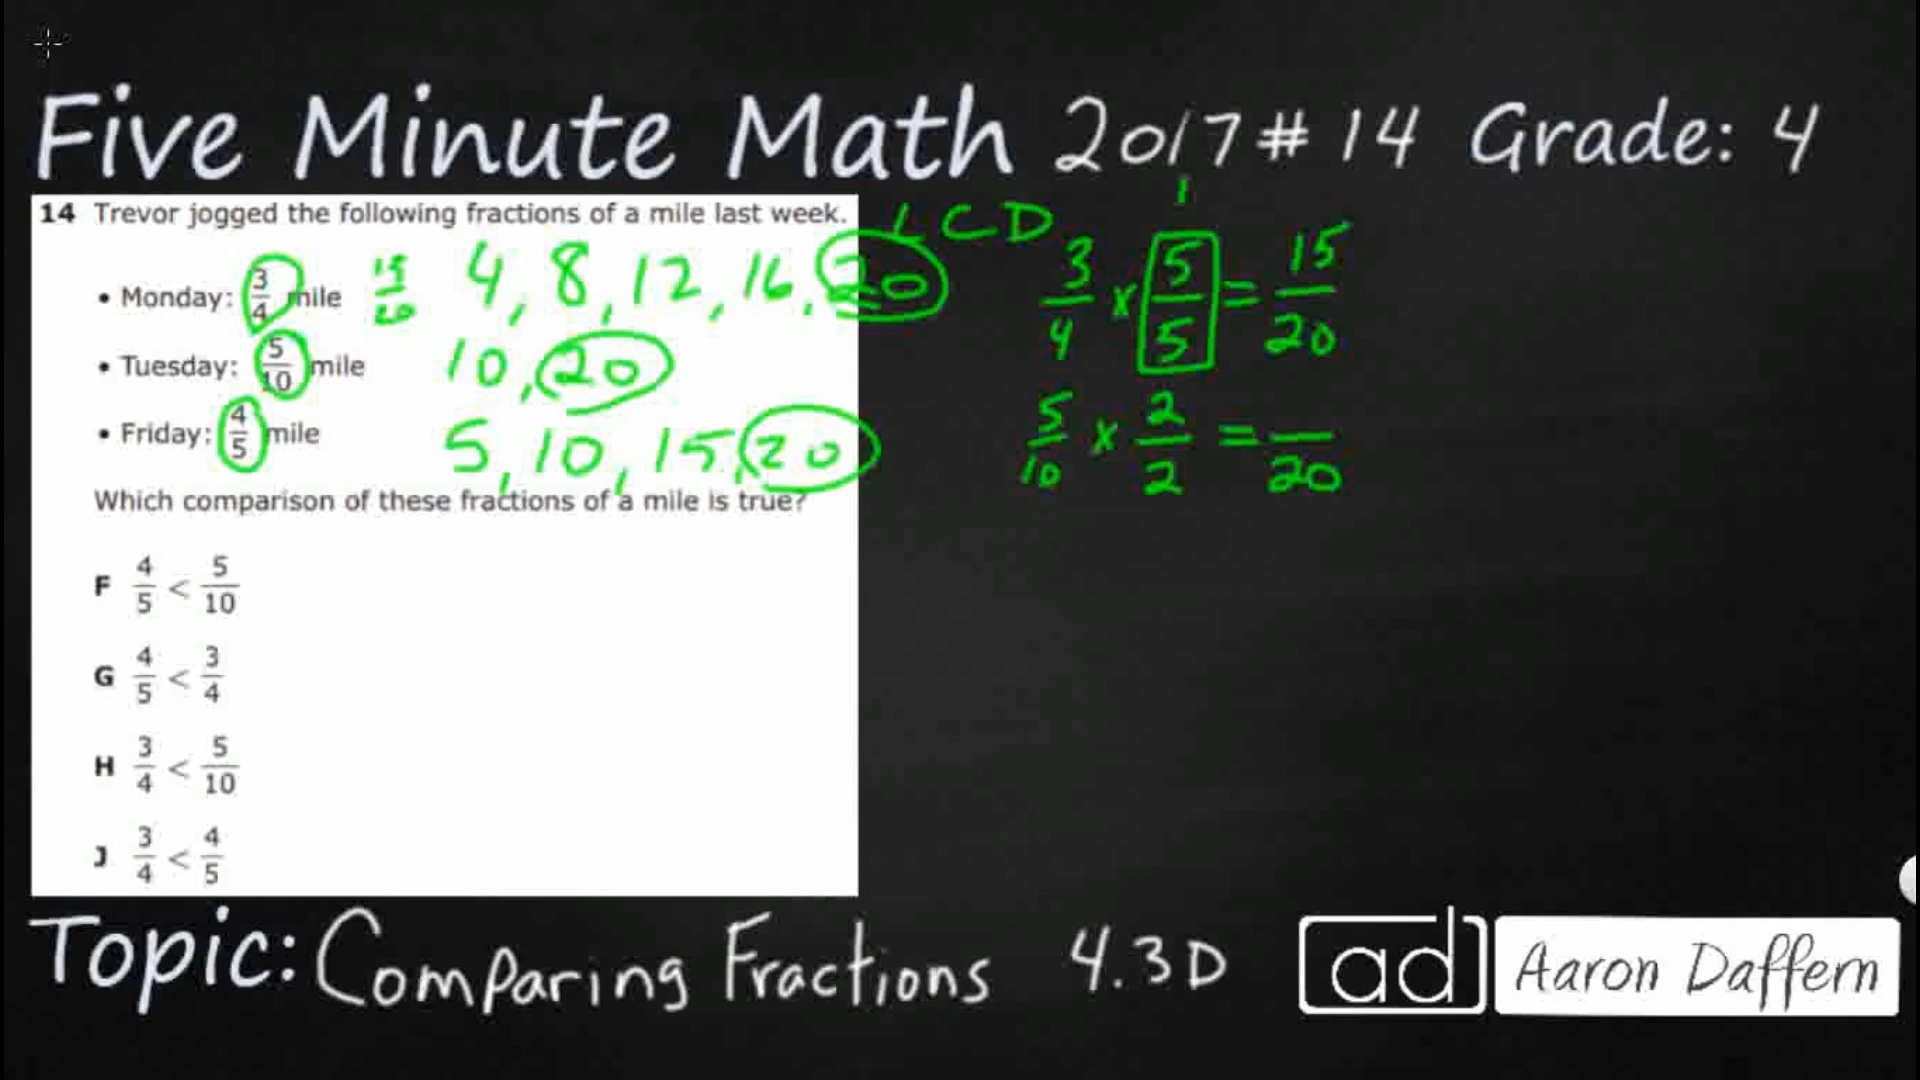 Five Minute Math 2017 # 14 Grade: 4
14 Trevor jogged the following fractions of a mile last week.
• Monday: 3/4 mile 15/20 4, 8, 12, 16, 20 LCD
• Tuesday: 5/10 mile 10, 20
• Friday: 4/5 mile 5, 10, 15, 20
1
3/4 x 5/5 = 15/20
5/10 x 2/2 = /20
Which comparison of these fractions of a mile is true?
F 4/5 < 5/10
G 4/5 < 3/4
H 3/4 < 5/10
J 3/4 < 4/5
Topic: Comparing Fractions 4.3D
ad Aaron Daffern